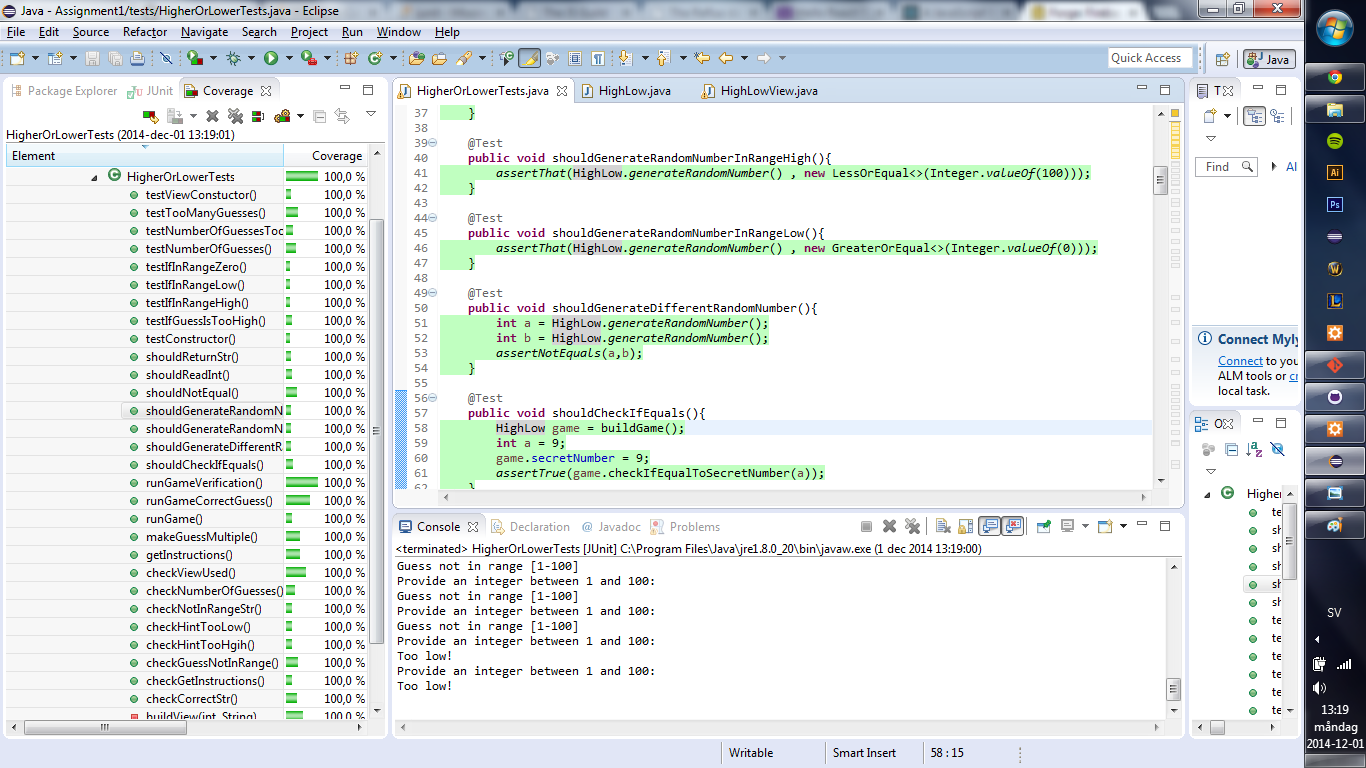 Java - Assignment1/tests/HigherOrLowerTests.java - Eclipse
File Edit Source Refactor Navigate Search Project Run Window Help
Quick Access
Java
Package Explorer JUnit Coverage
HigherOrLowerTests (2014-dec-01 13:19:01)
Element Coverage
HigherOrLowerTests 100,0 %
testViewConstuctor() 100,0 %
testTooManyGuesses() 100,0 %
testNumberOfGuessesToo 100,0 %
testNumberOfGuesses() 100,0 %
testIfInRangeZero() 100,0 %
testIfInRangeLow() 100,0 %
testIfInRangeHigh() 100,0 %
testIfGuessIsTooHigh() 100,0 %
testConstructor() 100,0 %
shouldReturnStr() 100,0 %
shouldReadInt() 100,0 %
shouldNotEqual() 100,0 %
shouldGenerateRandomN 100,0 %
shouldGenerateRandomN 100,0 %
shouldGenerateDifferentR 100,0 %
shouldCheckIfEquals() 100,0 %
runGameVerification() 100,0 %
runGameCorrectGuess() 100,0 %
runGame() 100,0 %
makeGuessMultiple() 100,0 %
getInstructions() 100,0 %
checkViewUsed() 100,0 %
checkNumberOfGuesses() 100,0 %
checkNotInRangeStr() 100,0 %
checkHintTooLow() 100,0 %
checkHintTooHgih() 100,0 %
checkGuessNotInRange() 100,0 %
checkGetInstructions() 100,0 %
checkCorrectStr() 100,0 %
buildView(int, String) 100,0 %
HigherOrLowerTests.java HighLow.java HighLowView.java
37 }
38
39 @Test
40 public void shouldGenerateRandomNumberInRangeHigh(){
41 assertThat(HighLow.generateRandomNumber() , new LessOrEqual<>(Integer.valueOf(100)));
42 }
43
44 @Test
45 public void shouldGenerateRandomNumberInRangeLow(){
46 assertThat(HighLow.generateRandomNumber() , new GreaterOrEqual<>(Integer.valueOf(0)));
47 }
48
49 @Test
50 public void shouldGenerateDifferentRandomNumber(){
51 int a = HighLow.generateRandomNumber();
52 int b = HighLow.generateRandomNumber();
53 assertNotEquals(a,b);
54 }
55
56 @Test
57 public void shouldCheckIfEquals(){
58 HighLow game = buildGame();
59 int a = 9;
60 game.secretNumber = 9;
61 assertTrue(game.checkIfEqualToSecretNumber(a));
62 }
Console Declaration @ Javadoc Problems
<terminated> HigherOrLowerTests [JUnit] C:\Program Files\Java\jre1.8.0_20\bin\javaw.exe (1 dec 2014 13:19:00)
Guess not in range [1-100]
Provide an integer between 1 and 100:
Guess not in range [1-100]
Provide an integer between 1 and 100:
Guess not in range [1-100]
Provide an integer between 1 and 100:
Too low!
Provide an integer between 1 and 100:
Too low!
T
Find Al
Connect Myly
Connect to you
ALM tools or cr
local task.
O
Higher
te
sh
sh
sh
sh
sh
te
te
te
te
te
te
Writable Smart Insert 58 : 15
Ai
Ps
W
L
SV
13:19
måndag
2014-12-01